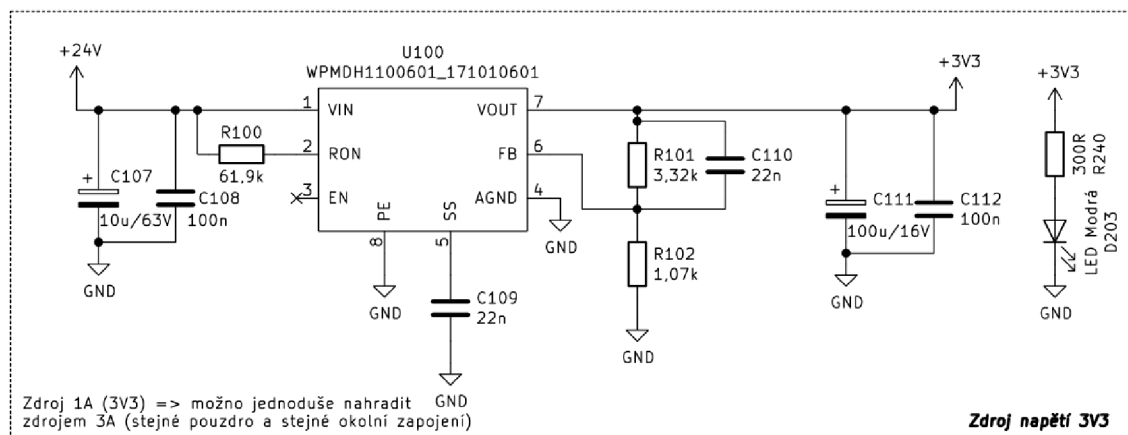 +24V
U100
WPMDH1100601_171010601
+3V3
+3V3
1 VIN
VOUT 7
R100
61,9k
2 RON
FB 6
R101
3,32k
C110
22n
300R
R240
+ C107
10u/63V
C108
100n
3 EN
AGND 4
PE
8
SS
5
GND
+ C111
100u/16V
C112
100n
LED Modrá
D203
R102
1,07k
GND
GND
C109
22n
GND
GND
GND
GND
Zdroj 1A (3V3) => možno jednoduše nahradit
zdrojem 3A (stejné pouzdro a stejné okolní zapojení)
Zdroj napětí 3V3